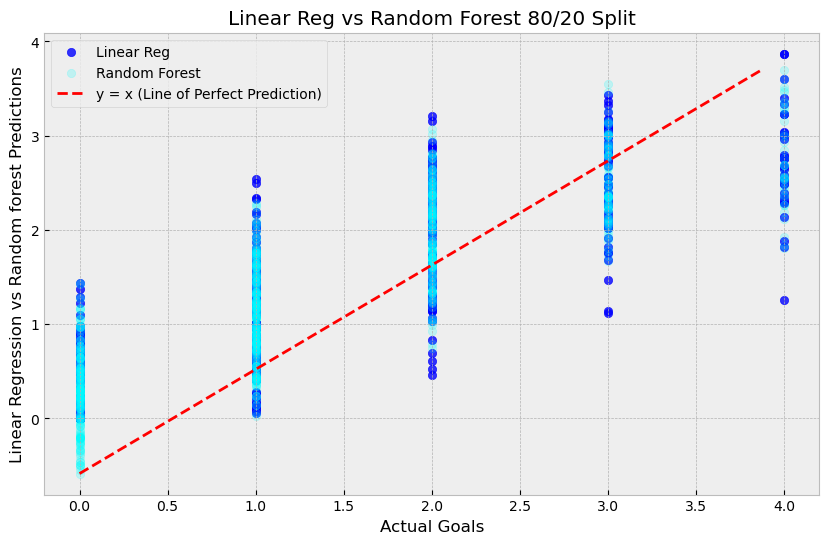 Linear Reg vs Random Forest 80/20 Split
Linear Reg
Random Forest
y = x (Line of Perfect Prediction)
Linear Regression vs Random forest Predictions
4
3
2
1
0
0.0 0.5 1.0 1.5 2.0 2.5 3.0 3.5 4.0
Actual Goals